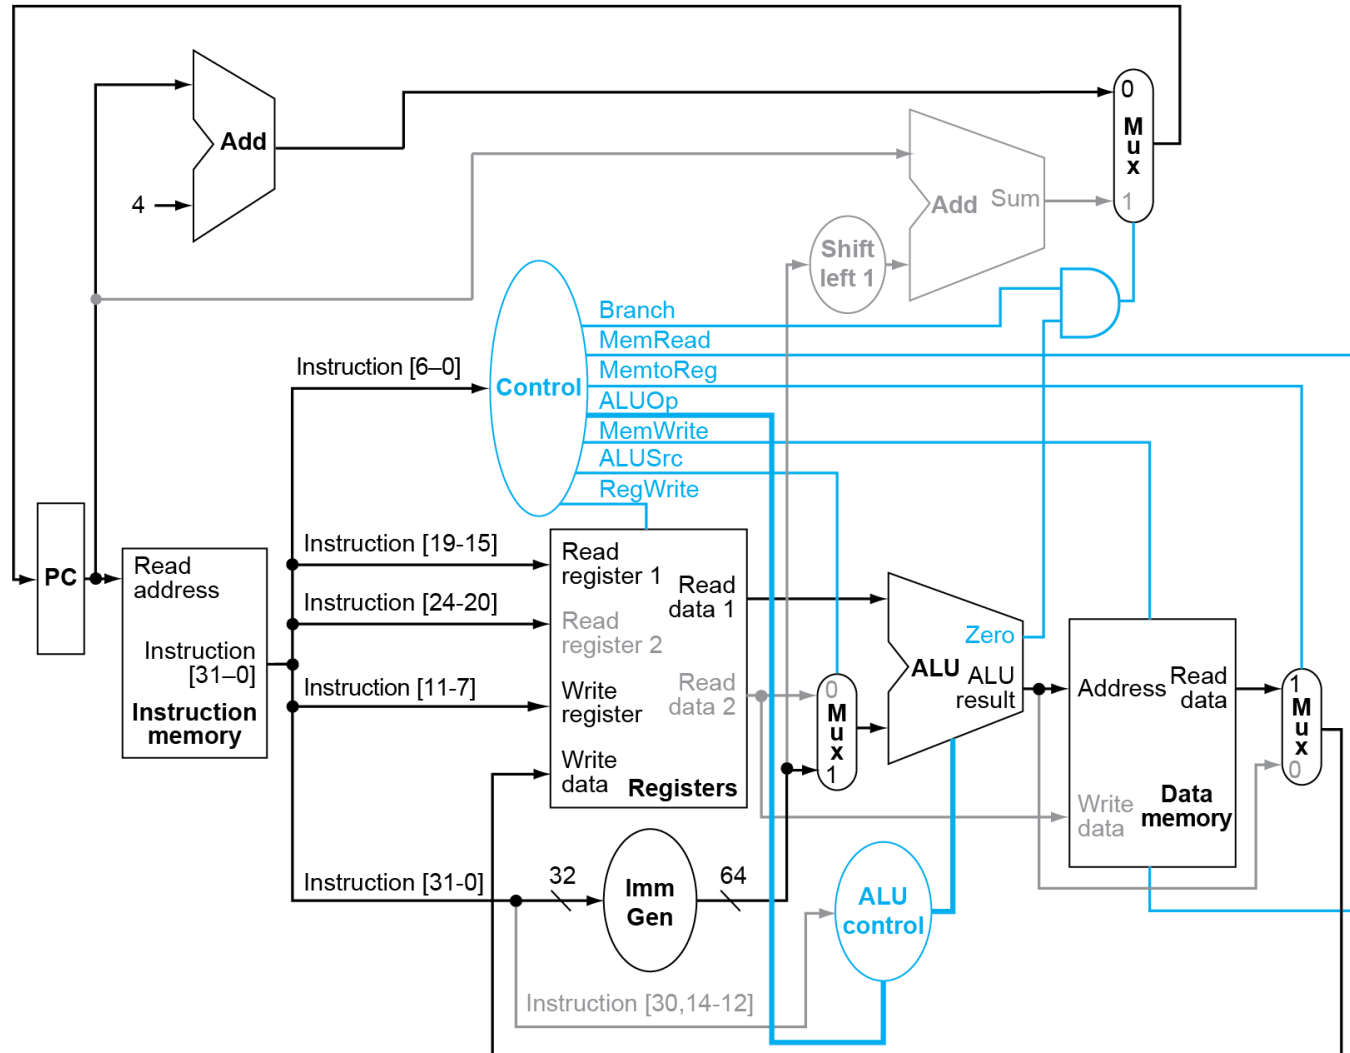 Add
4
0
Mux
1
Add
Sum
Shift
left 1
Branch
MemRead
MemtoReg
ALUOp
MemWrite
ALUSrc
RegWrite
Control
Instruction [6–0]
Instruction [19-15]
Instruction [24-20]
Instruction [11-7]
Instruction [31-0]
PC
Read
address
Instruction
[31–0]
Instruction
memory
Read
register 1
Read
register 2
Write
register
Write
data
Read
data 1
Read
data 2
Registers
0
Mux
1
Zero
ALU
ALU
result
Address
Read
data
Write
data
Data
memory
1
Mux
0
32
Imm
Gen
64
ALU
control
Instruction [30,14-12]